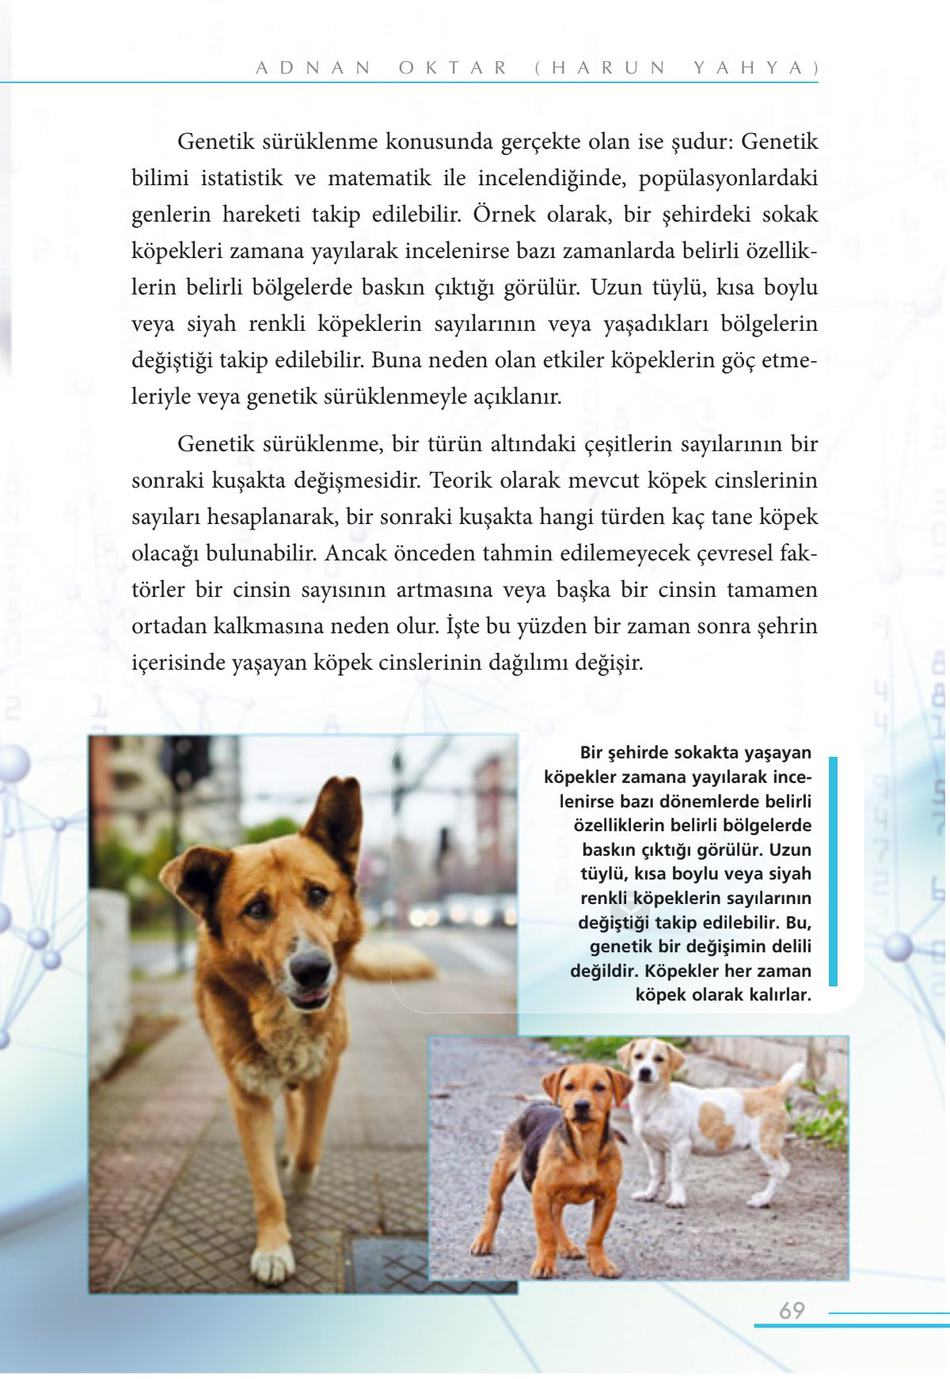 ADNAN OKTAR (HARUN YAHYA)
Genetik sürüklenme konusunda gerçekte olan ise şudur: Genetik
bilimi istatistik ve matematik ile incelendiğinde, popülasyonlardaki
genlerin hareketi takip edilebilir. Örnek olarak, bir şehirdeki sokak
köpekleri zamana yayılarak incelenirse bazı zamanlarda belirli özellik-
lerin belirli bölgelerde baskın çıktığı görülür. Uzun tüylü, kısa boylu
veya siyah renkli köpeklerin sayılarının veya yaşadıkları bölgelerin
değiştiği takip edilebilir. Buna neden olan etkiler köpeklerin göç etme-
leriyle veya genetik sürüklenmeyle açıklanır.
Genetik sürüklenme, bir türün altındaki çeşitlerin sayılarının bir
sonraki kuşakta değişmesidir. Teorik olarak mevcut köpek cinslerinin
sayıları hesaplanarak, bir sonraki kuşakta hangi türden kaç tane köpek
olacağı bulunabilir. Ancak önceden tahmin edilemeyecek çevresel fak-
törler bir cinsin sayısının artmasına veya başka bir cinsin tamamen
ortadan kalkmasına neden olur. İşte bu yüzden bir zaman sonra şehrin
içerisinde yaşayan köpek cinslerinin dağılımı değişir.
Bir şehirde sokakta yaşayan
köpekler zamana yayılarak ince-
lenirse bazı dönemlerde belirli
özelliklerin belirli bölgelerde
baskın çıktığı görülür. Uzun
tüylü, kısa boylu veya siyah
renkli köpeklerin sayılarının
değiştiği takip edilebilir. Bu,
genetik bir değişimin delili
değildir. Köpekler her zaman
köpek olarak kalırlar.
69